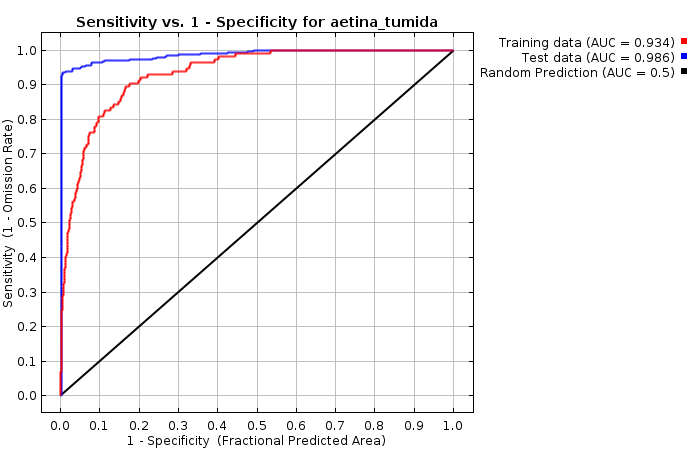 Sensitivity vs. 1 - Specificity for aetina_tumida
Training data (AUC = 0.934)
Test data (AUC = 0.986)
Random Prediction (AUC = 0.5)
Sensitivity (1 - Omission Rate)
1.0
0.9
0.8
0.7
0.6
0.5
0.4
0.3
0.2
0.1
0.0
0.0 0.1 0.2 0.3 0.4 0.5 0.6 0.7 0.8 0.9 1.0
1 - Specificity (Fractional Predicted Area)